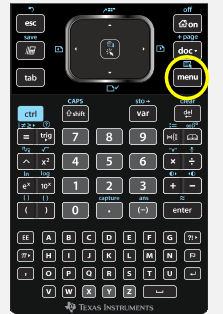 off
esc on
save +page
doc
tab menu
CAPS sto→ clear
ctrl ⇧shift var del
= trig 7 8 9
x² 4 5 6 × ÷
ln log
eˣ 10ˣ 1 2 3 + −
capture ans
( ) 0 . (−) enter
EE A B C D E F G ?!
π H I J K L M N
, O P Q R S T U
V W X Y Z
TEXAS INSTRUMENTS